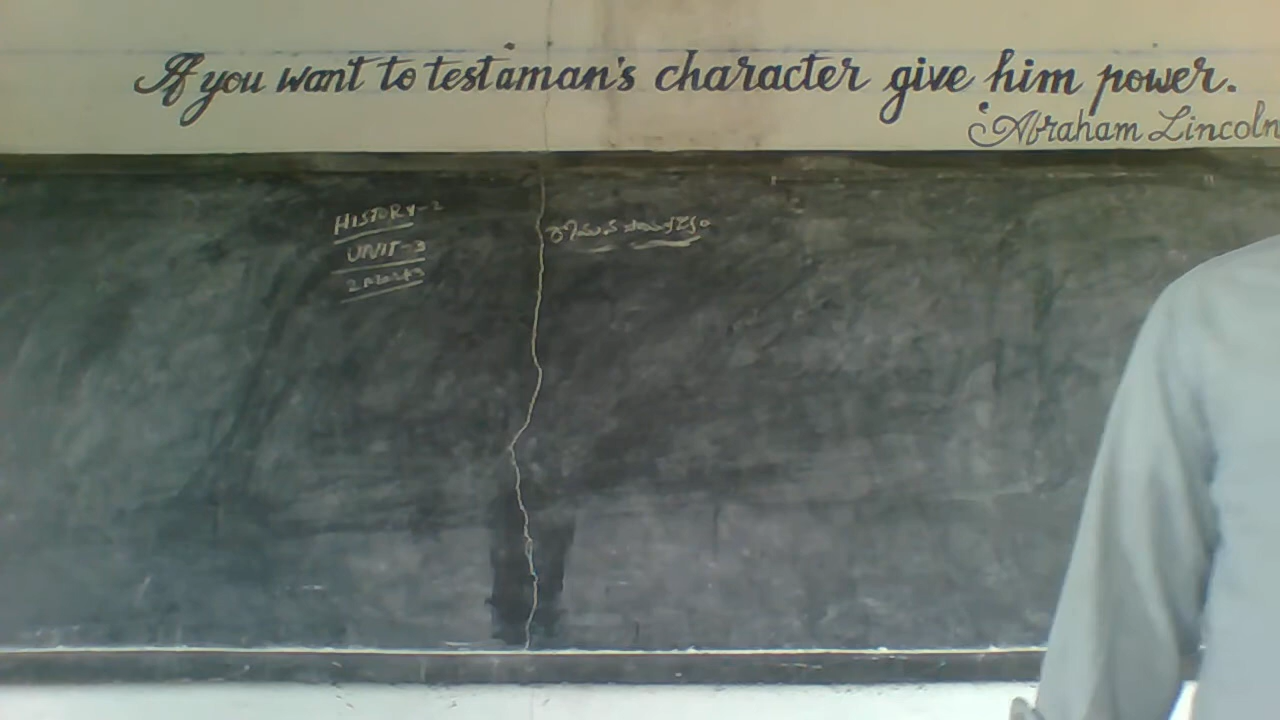 If you want to test a man's character give him power.
Abraham Lincoln
HISTORY-2
UNIT-3